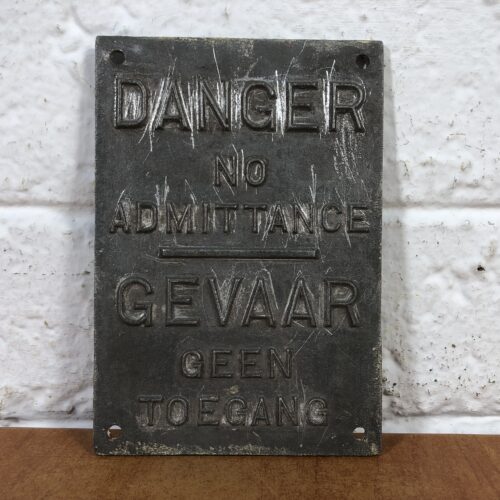 DANGER
NO
ADMITTANCE
GEVAAR
GEEN
TOEGANG